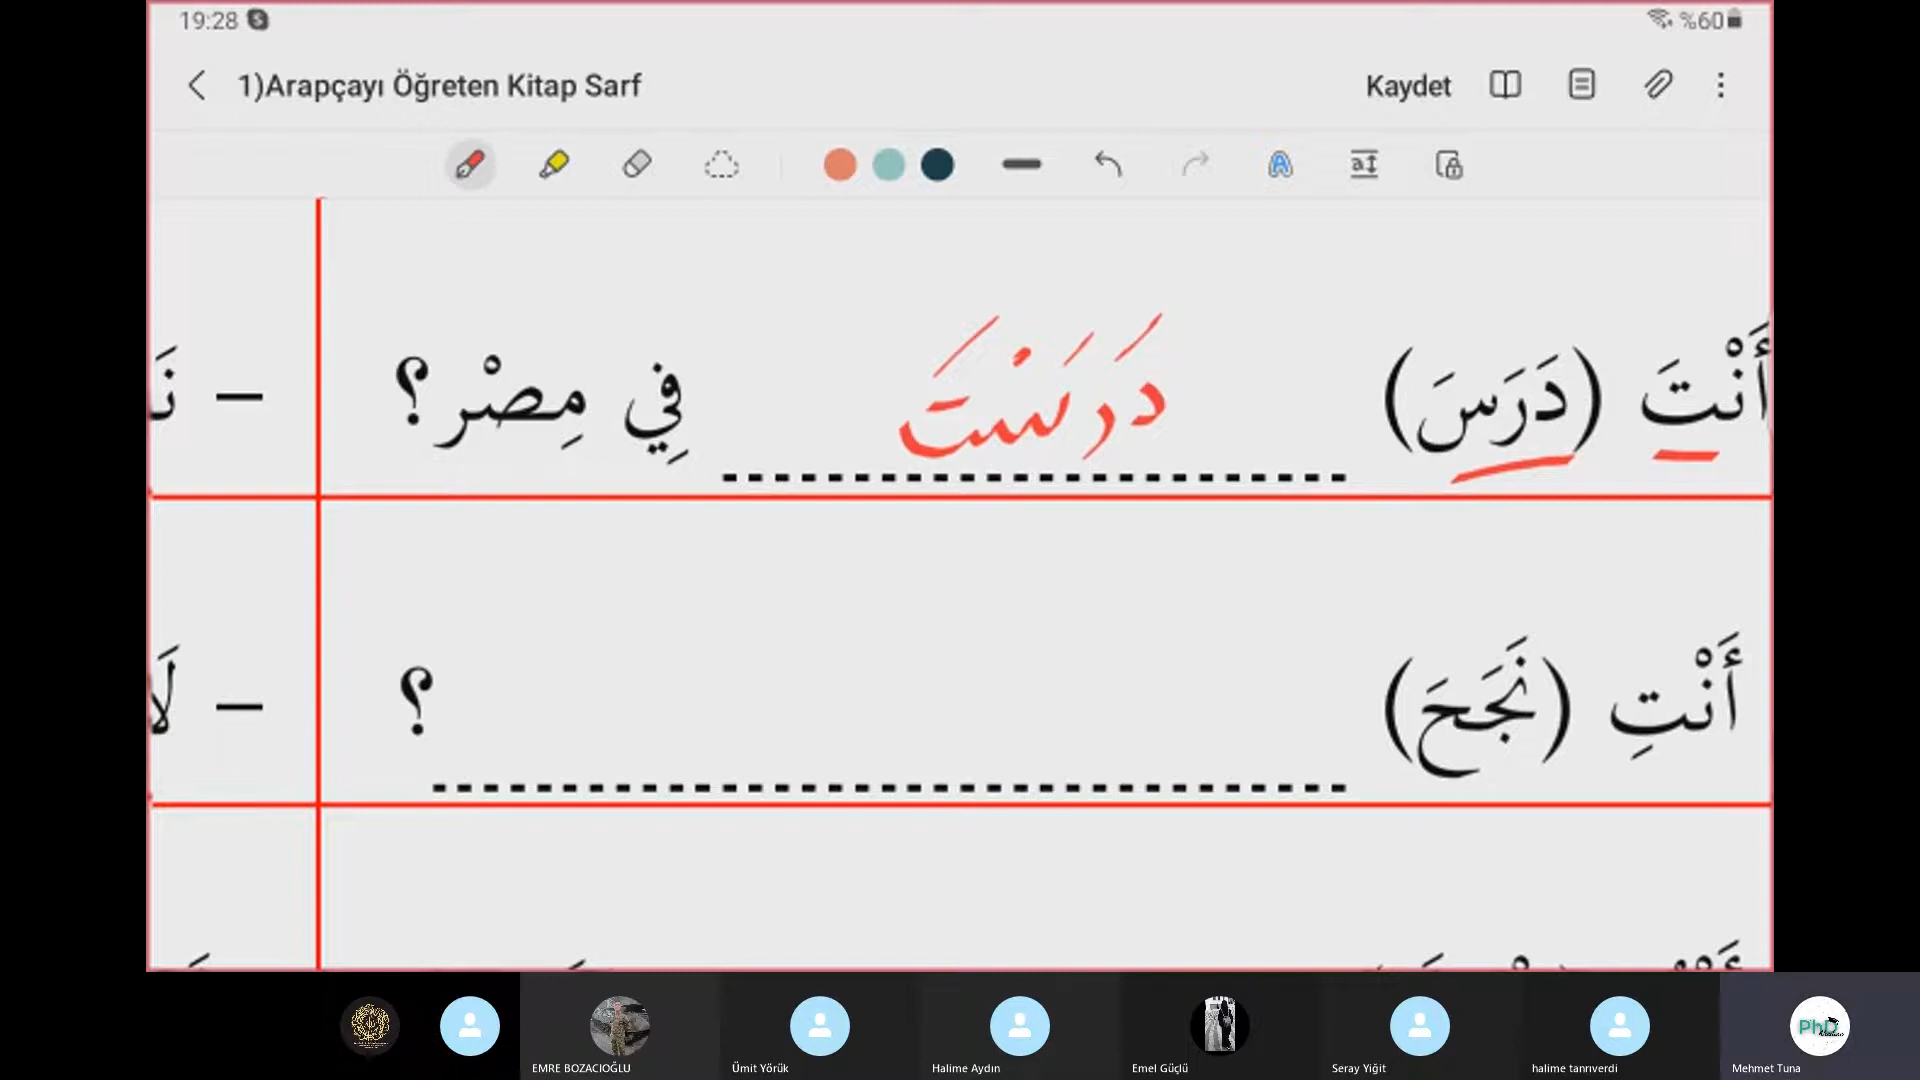 19:28
%60
1)Arapçayı Öğreten Kitap Sarf
Kaydet
أَنْتَ (دَرَسَ) دَرَسْتَ فِي مِصْر؟ –
أَنْتِ (نَجَحَ) ؟ – لَا
EMRE BOZACIOĞLU
Ümit Yörük
Halime Aydın
Emel Güçlü
Seray Yiğit
halime tanrıverdi
PhD
Mehmet Tuna